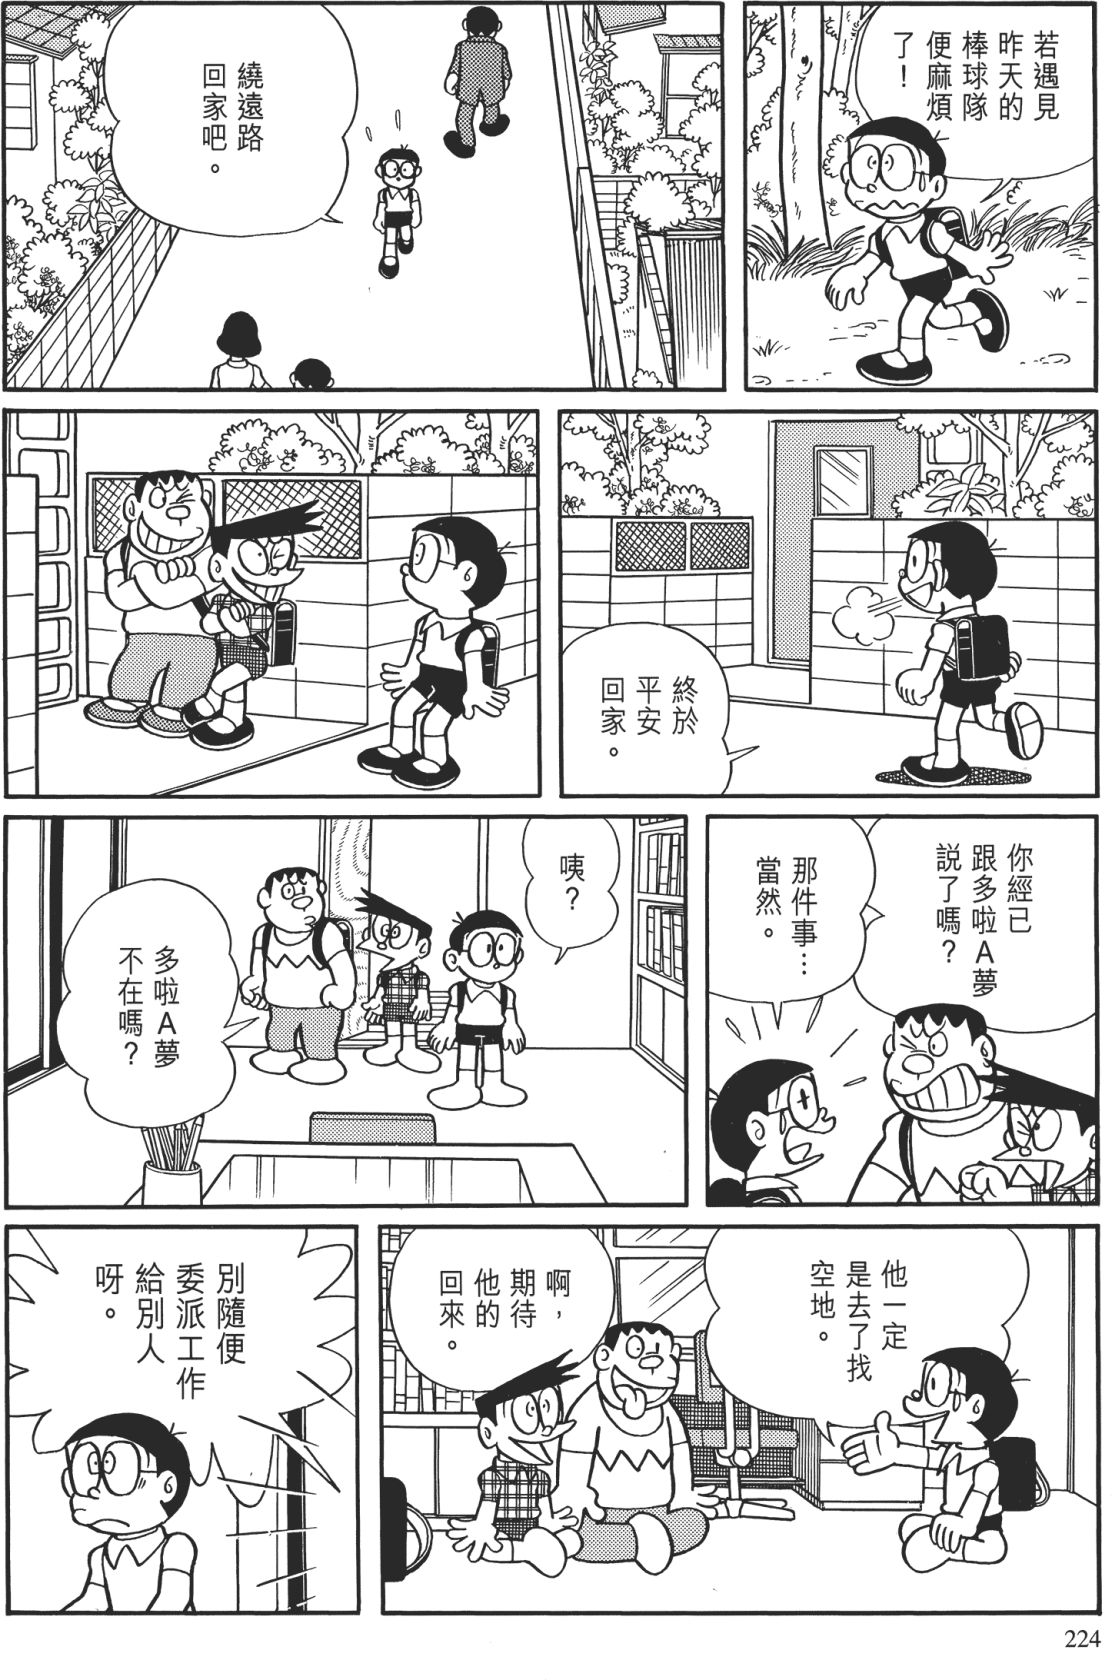 若遇見
昨天的
棒球隊
便麻煩
了！
繞遠路
回家吧。
終於
平安
回家。
你經已
跟多啦A夢
說了嗎？
那件事…
當然。
咦？
多啦A夢
不在嗎？
他一定
是去了找
空地。
啊，
期待
他的
回來。
別隨便
委派工作
給別人
呀。
224